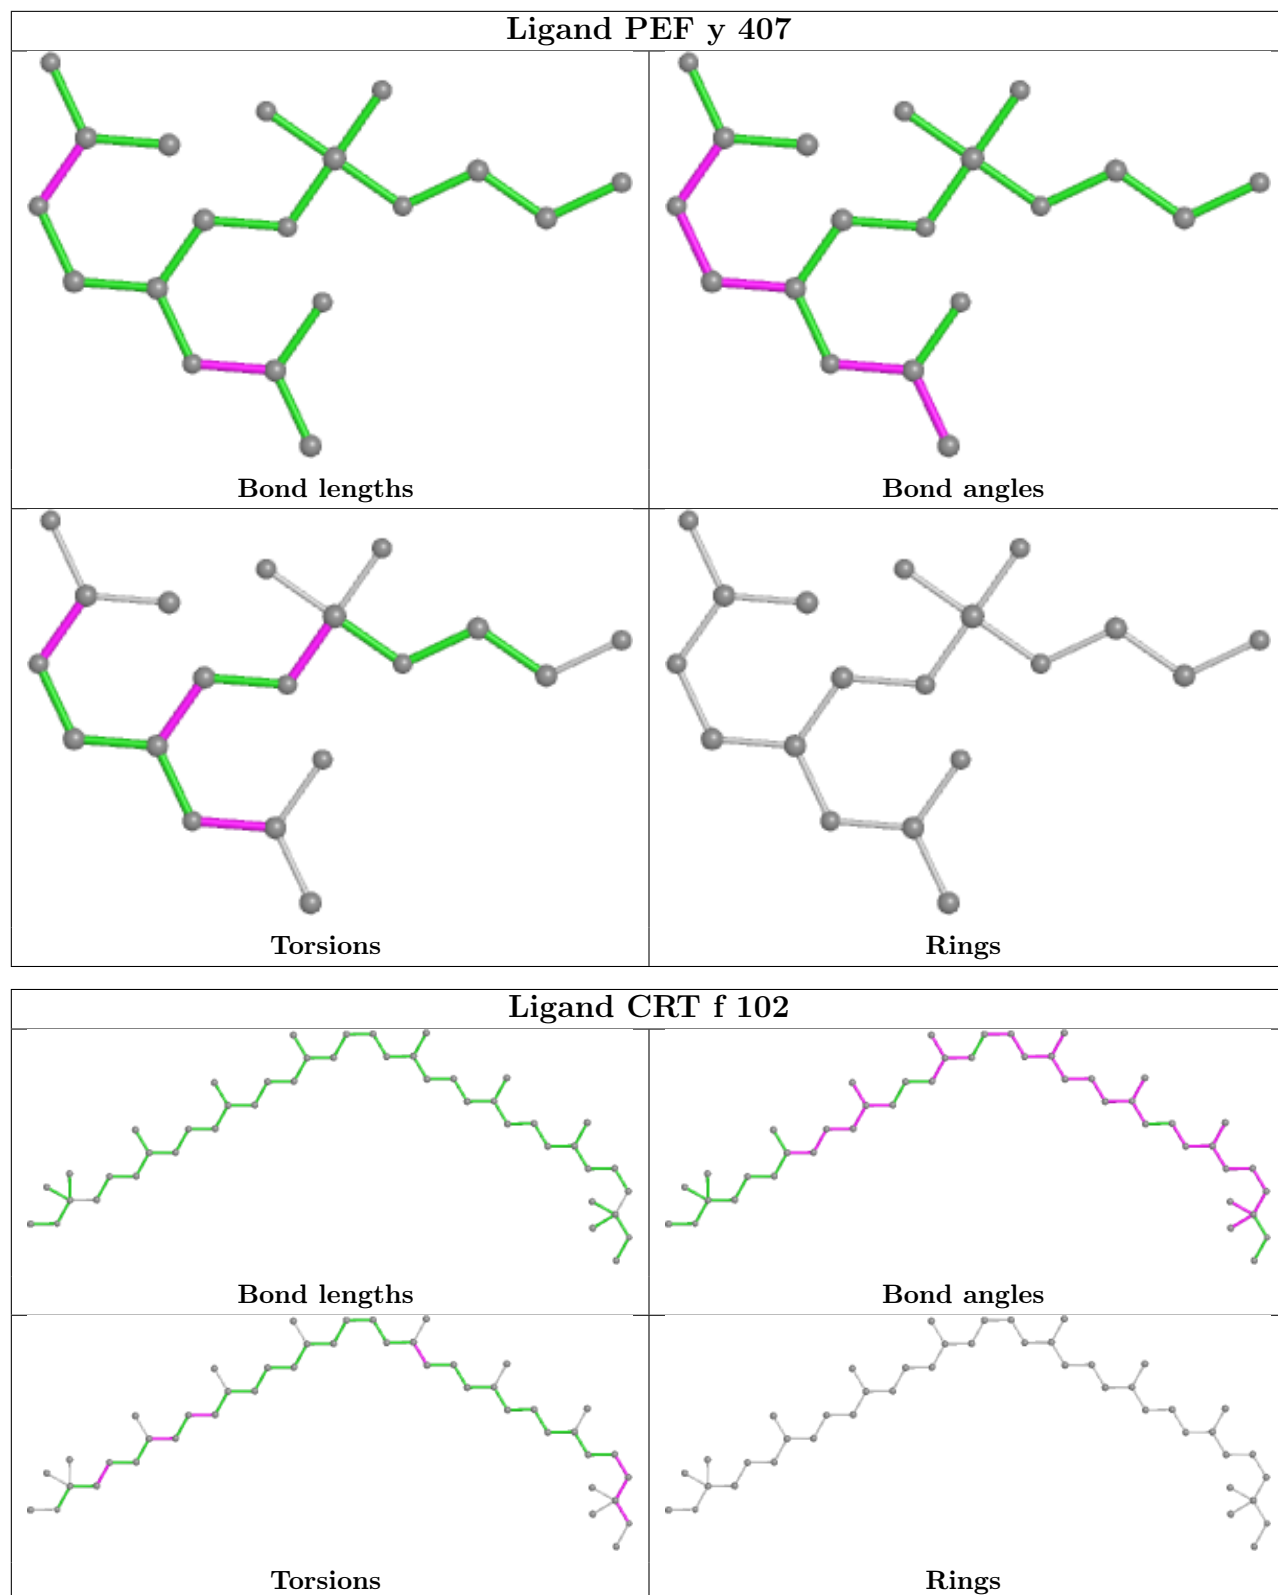 Ligand PEF y 407
Bond lengths
Bond angles
Torsions
Rings
Ligand CRT f 102
Bond lengths
Bond angles
Torsions
Rings